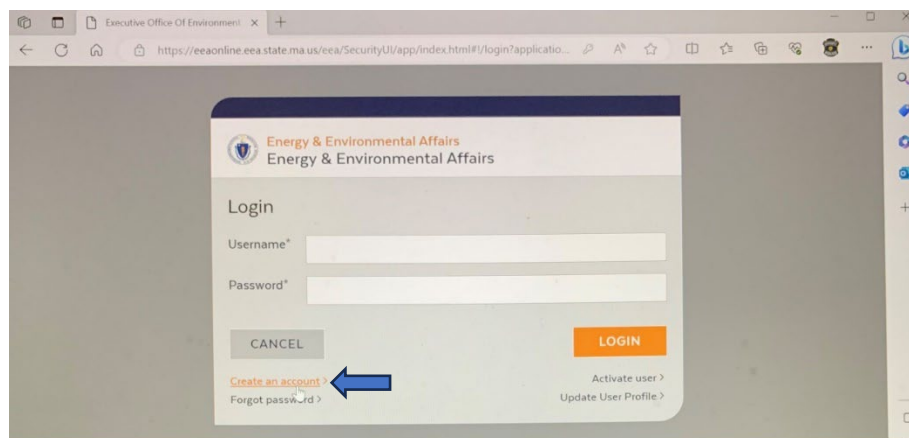 Executive Office Of Environment
https://eeaonline.eea.state.ma.us/eea/SecurityUI/app/index.html#!/login?applicatio...
Energy & Environmental Affairs
Energy & Environmental Affairs
Login
Username*
Password*
CANCEL
LOGIN
Create an account >
Activate user >
Forgot password >
Update User Profile >